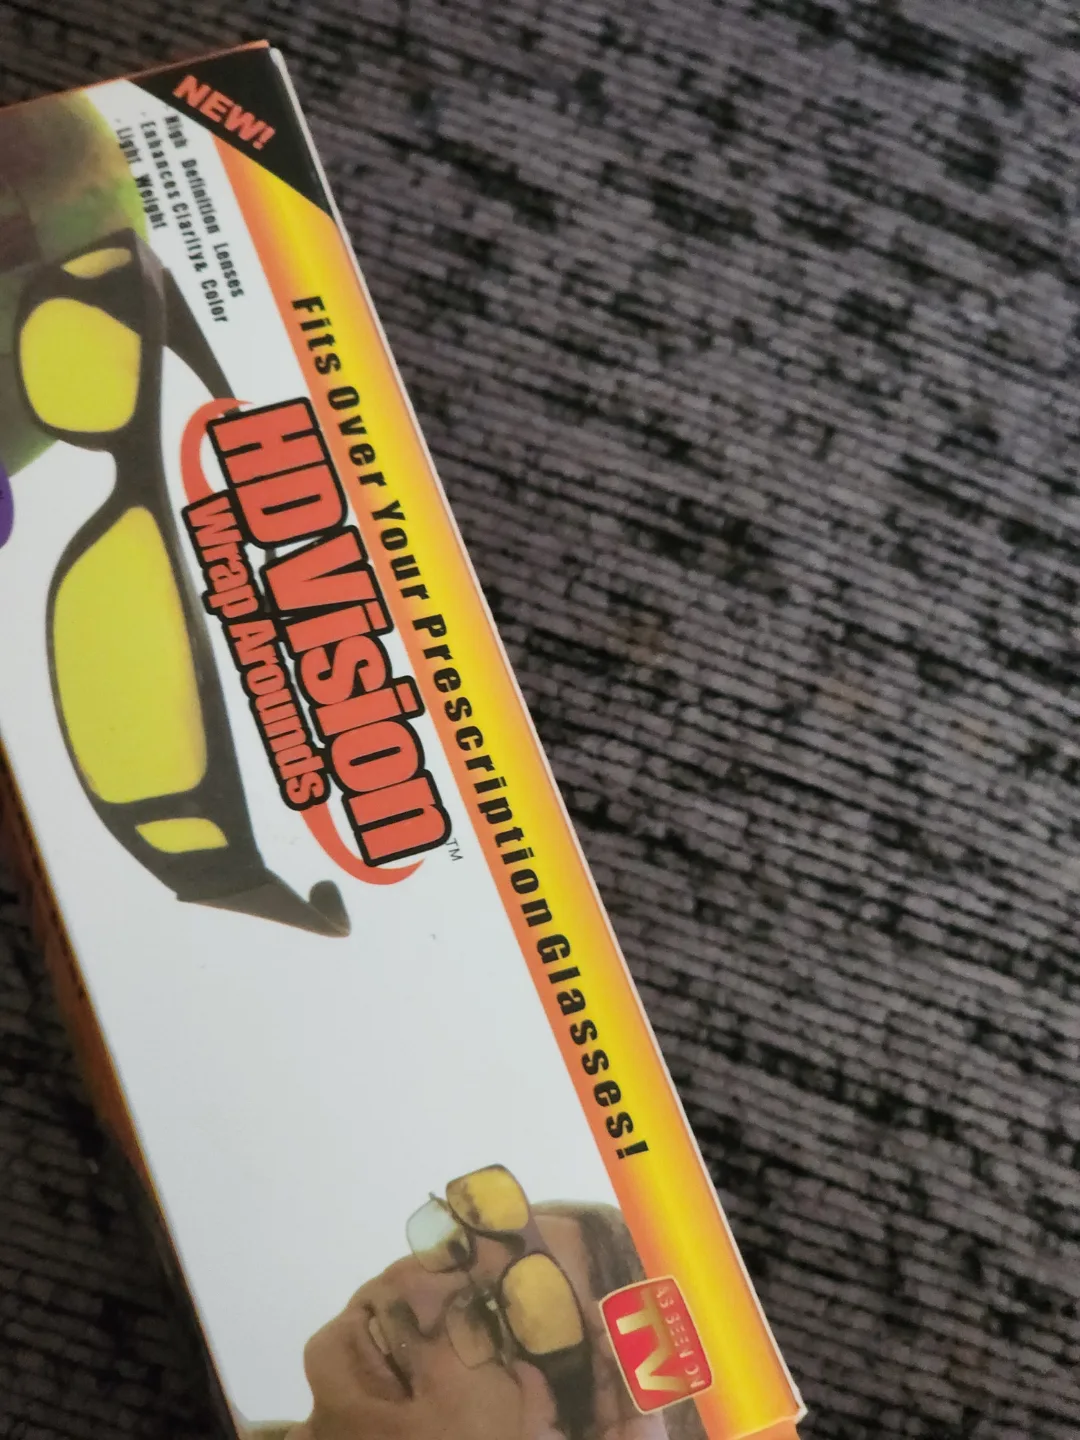 NEW!
· High Definition Lenses
· Enhances Clarity & Color
· Light Weight
Fits Over Your Prescription Glasses!
HD Vision
Wrap Arounds
TM
AS SEEN ON
TV